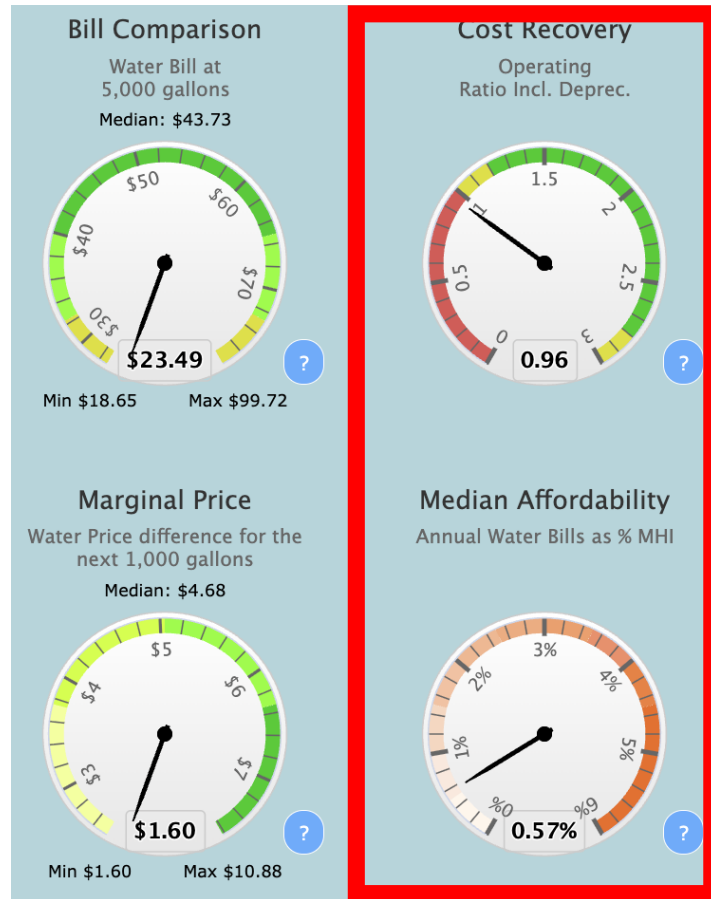 Bill Comparison
Water Bill at
5,000 gallons
Median: $43.73
$30
$40
$50
$60
$70
$23.49
?
Min $18.65 Max $99.72
Cost Recovery
Operating
Ratio Incl. Deprec.
0
0.5
1
1.5
2
2.5
3
0.96
?
Marginal Price
Water Price difference for the
next 1,000 gallons
Median: $4.68
$3
$4
$5
$6
$7
$1.60
?
Min $1.60 Max $10.88
Median Affordability
Annual Water Bills as % MHI
0%
1%
2%
3%
4%
5%
6%
0.57%
?